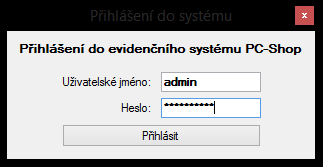 Přihlášení do systému
x
Přihlášení do evidenčního systému PC-Shop
Uživatelské jméno: admin
Heslo: **********
Přihlásit